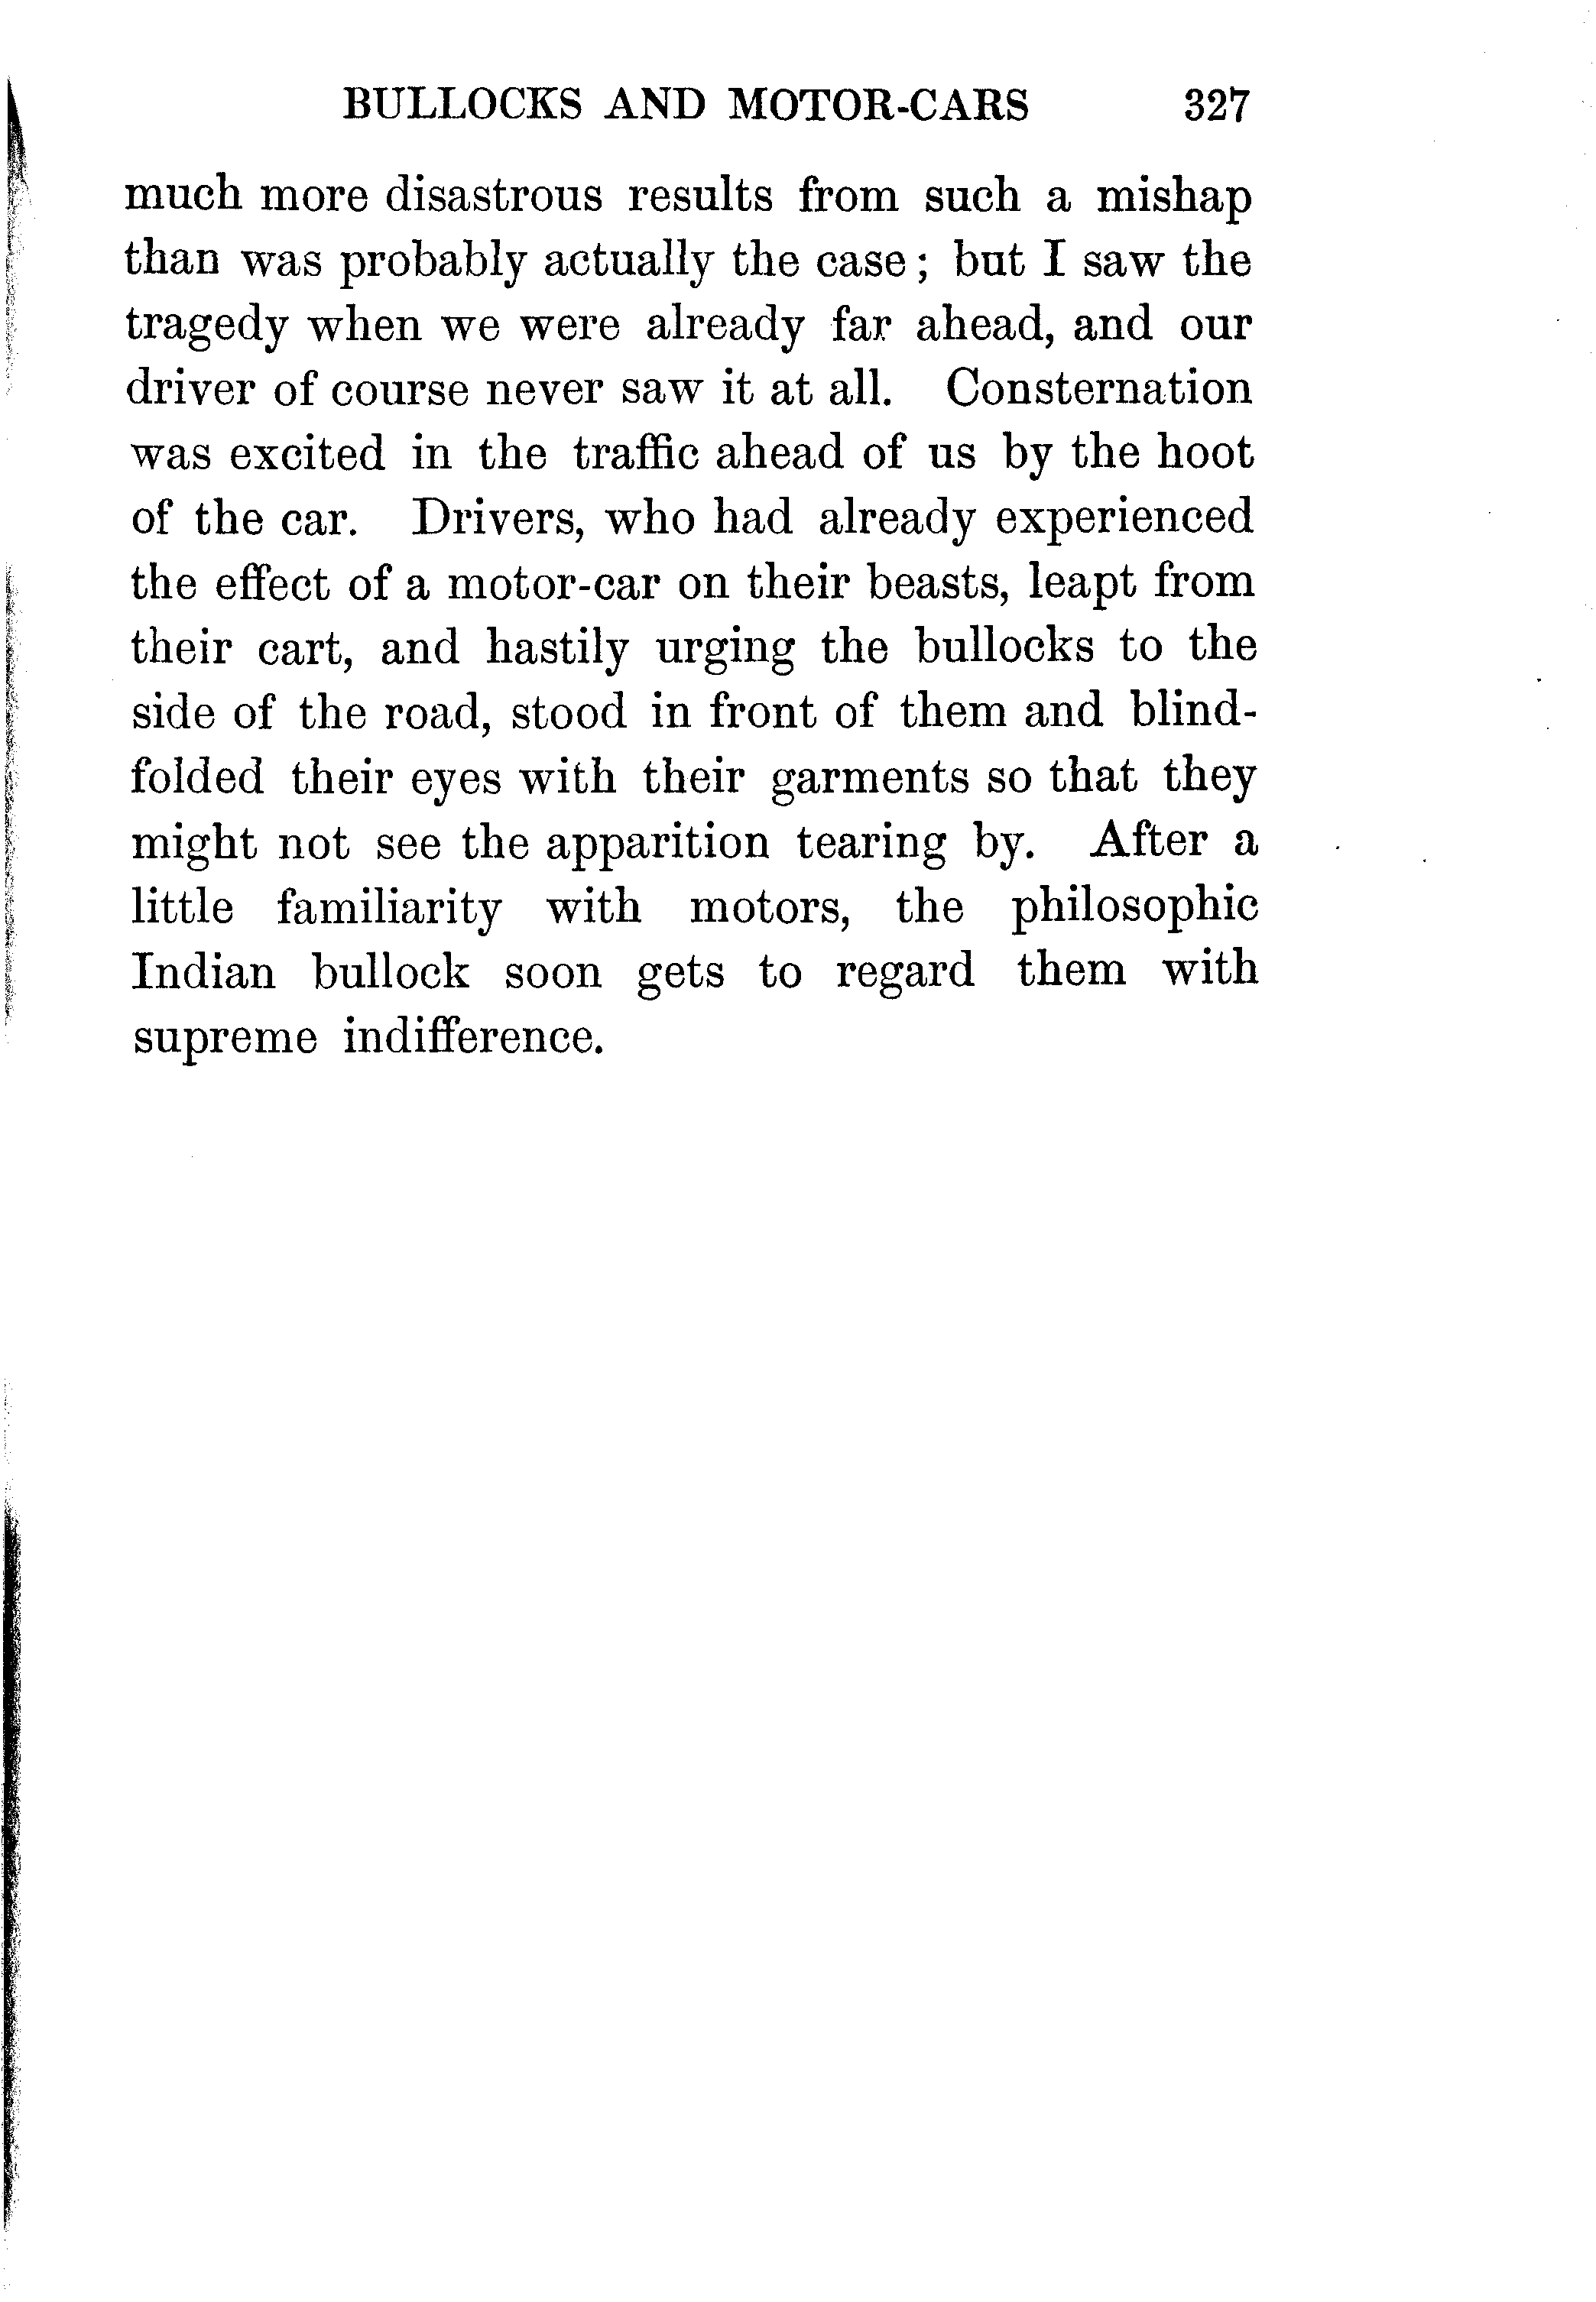 BULLOCKS AND MOTOR-CARS 327
much more disastrous results from such a mishap
than was probably actually the case; but I saw the
tragedy when we were already far ahead, and our
driver of course never saw it at all. Consternation
was excited in the traffic ahead of us by the hoot
of the car. Drivers, who had already experienced
the effect of a motor-car on their beasts, leapt from
their cart, and hastily urging the bullocks to the
side of the road, stood in front of them and blind-
folded their eyes with their garments so that they
might not see the apparition tearing by. After a
little familiarity with motors, the philosophic
Indian bullock soon gets to regard them with
supreme indifference.